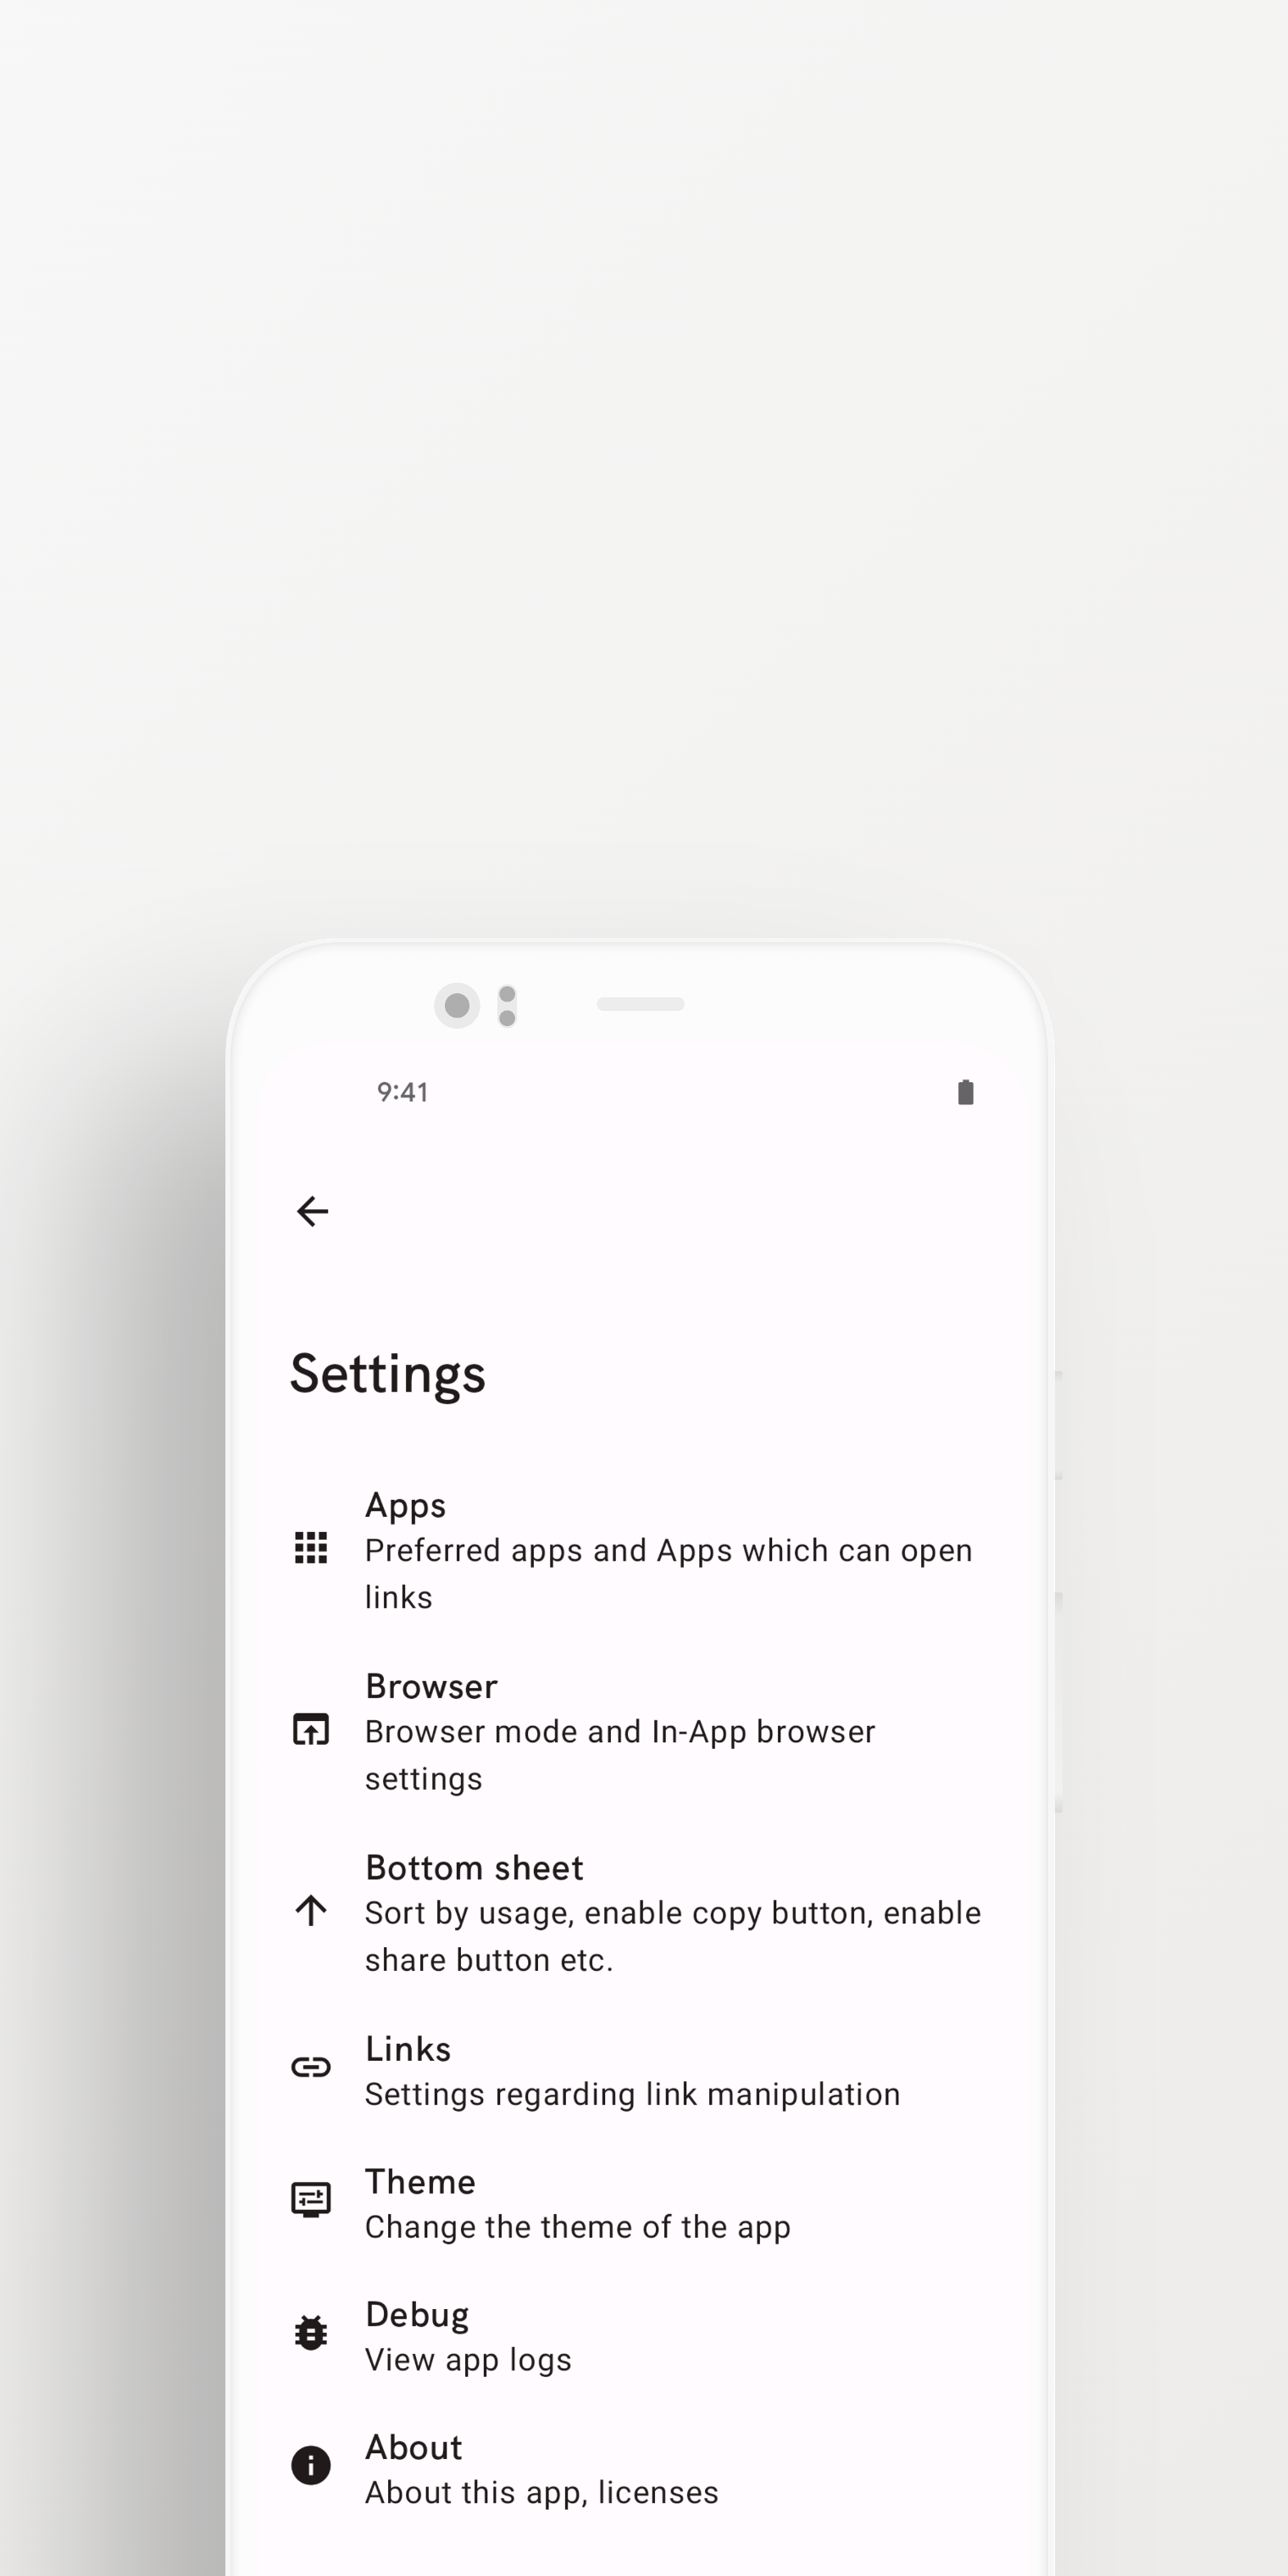 9:41
Settings
Apps
Preferred apps and Apps which can open
links
Browser
Browser mode and In-App browser
settings
Bottom sheet
Sort by usage, enable copy button, enable
share button etc.
Links
Settings regarding link manipulation
Theme
Change the theme of the app
Debug
View app logs
About
About this app, licenses